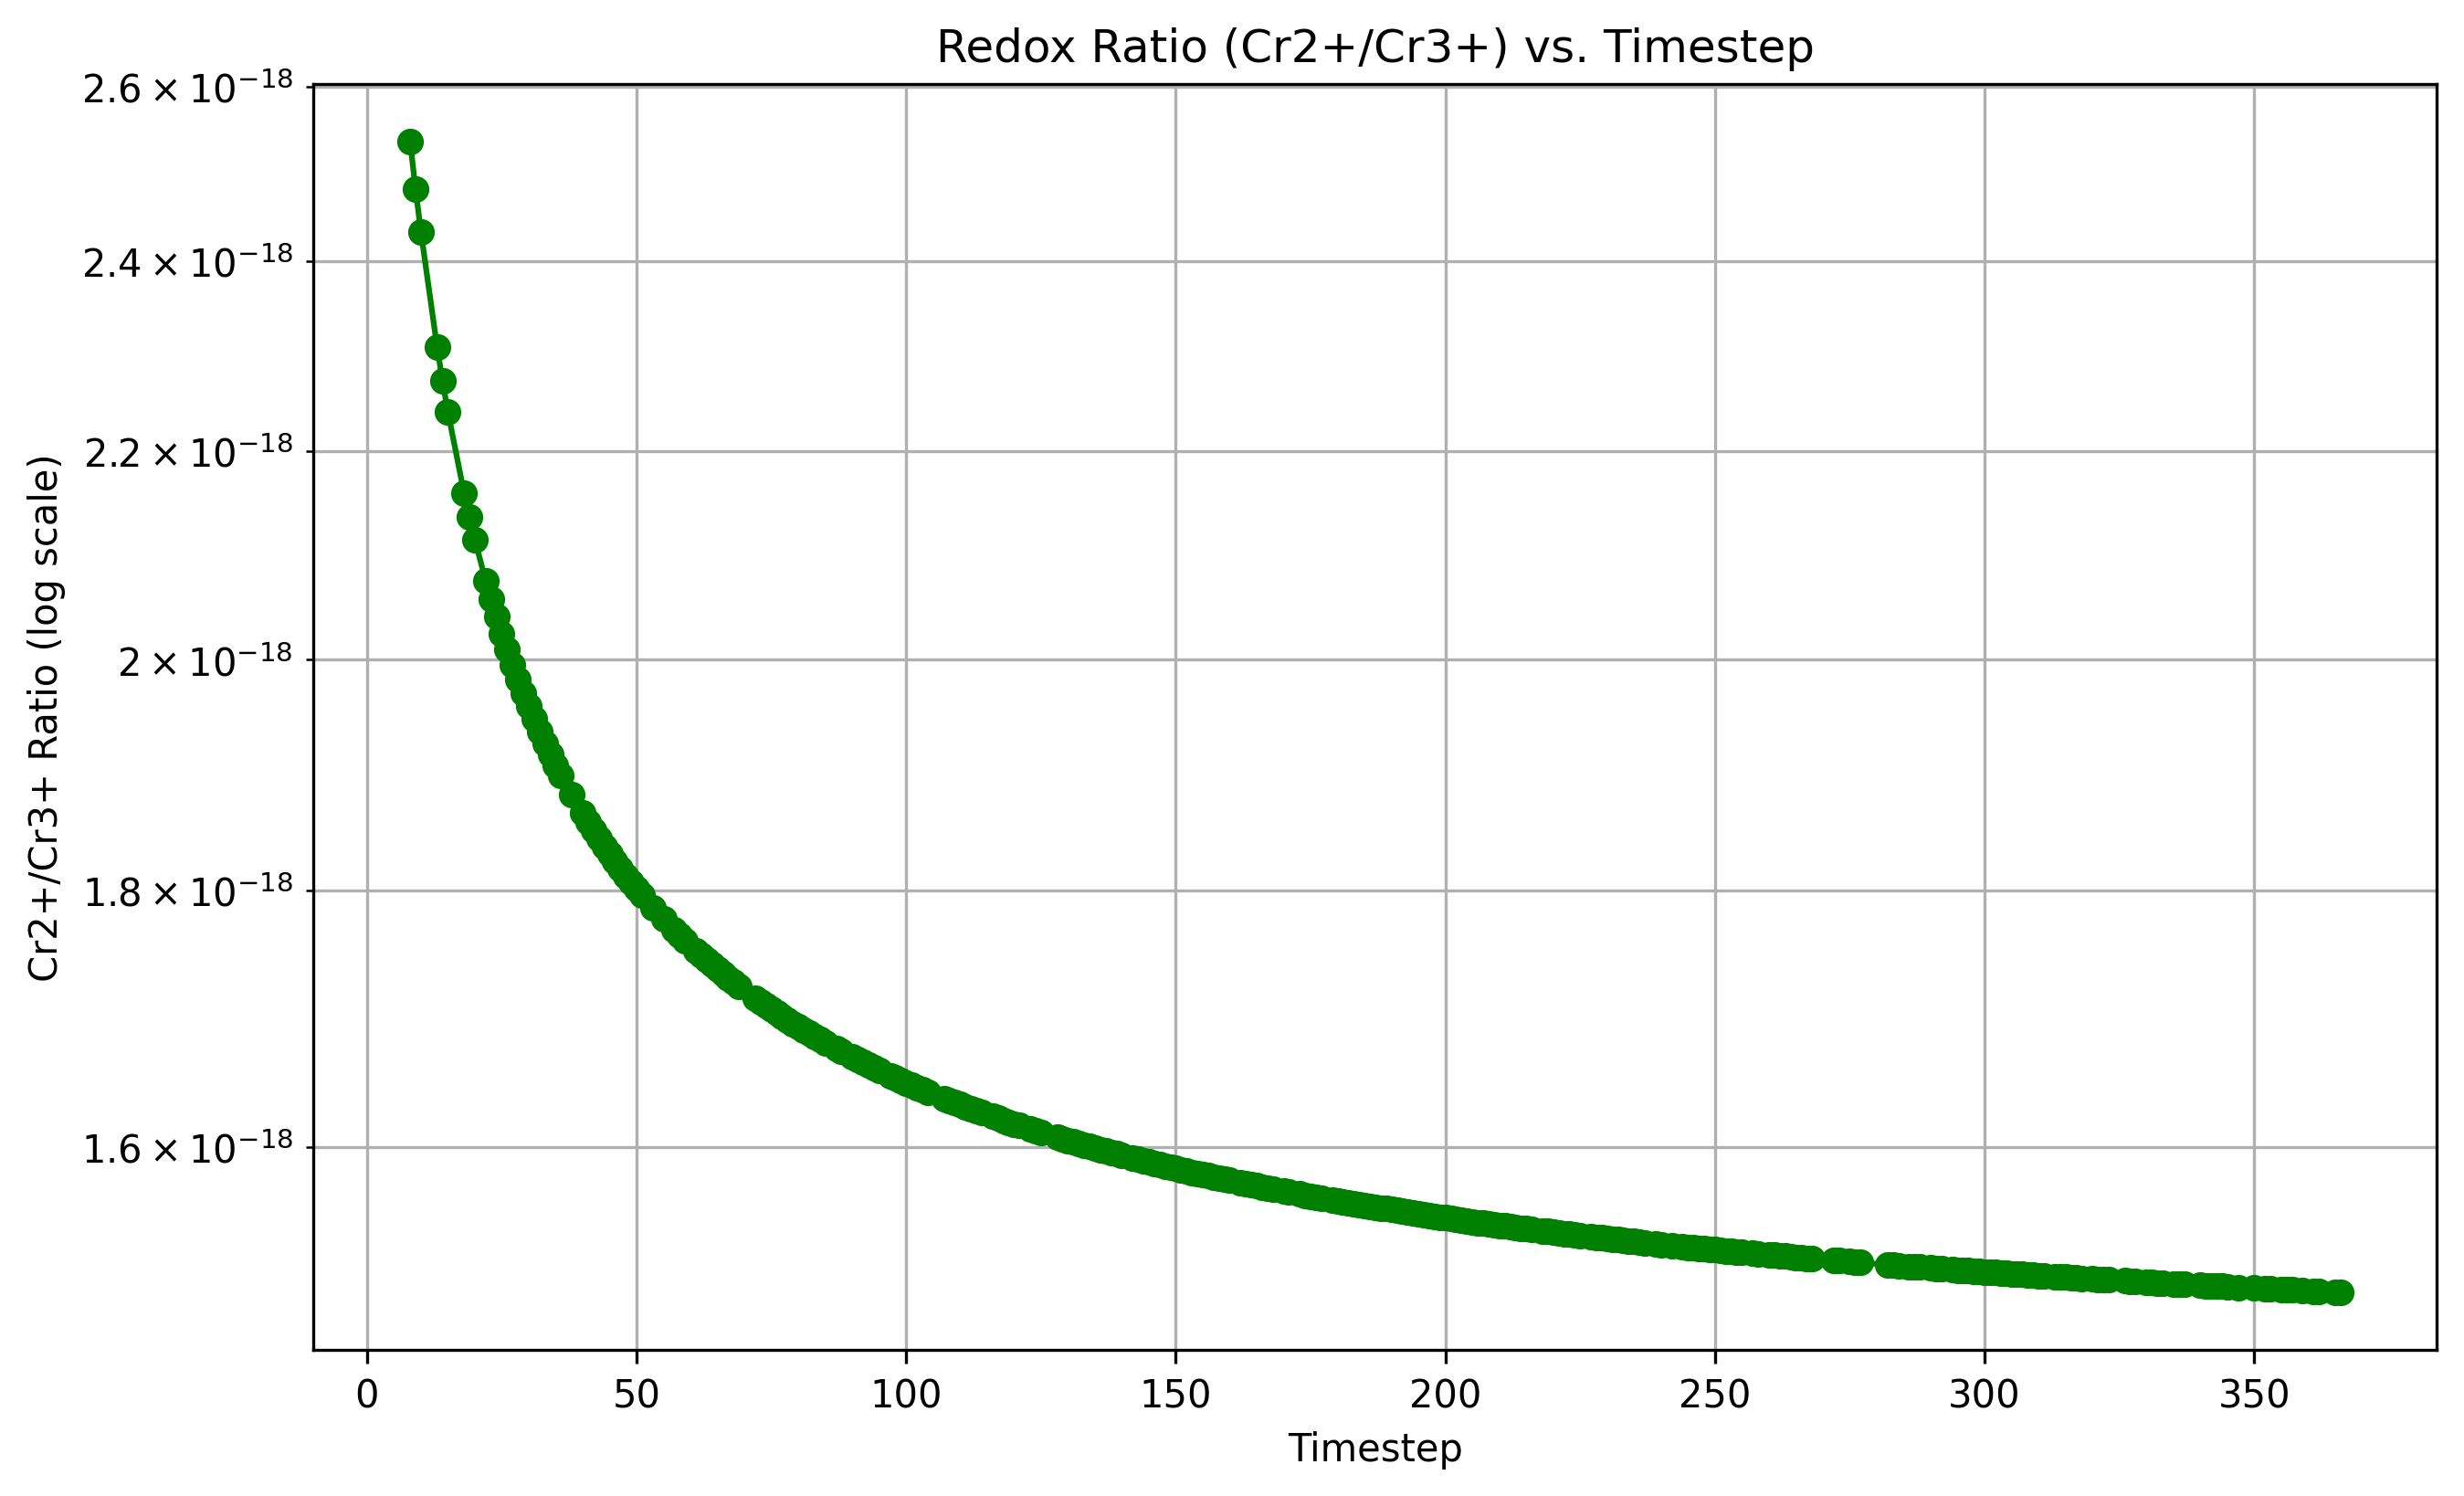 Redox Ratio (Cr2+/Cr3+) vs. Timestep
Cr2+/Cr3+ Ratio (log scale)
2.6 × 10⁻¹⁸
2.4 × 10⁻¹⁸
2.2 × 10⁻¹⁸
2 × 10⁻¹⁸
1.8 × 10⁻¹⁸
1.6 × 10⁻¹⁸
0 50 100 150 200 250 300 350
Timestep